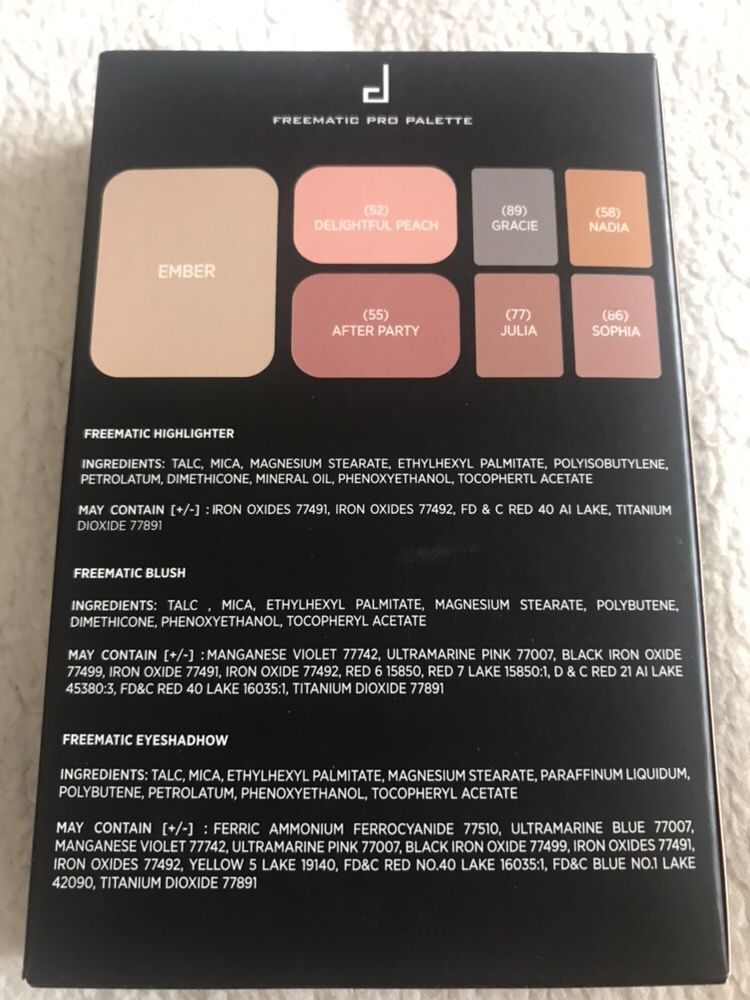 FREEMATIC PRO PALETTE
EMBER
(52)
DELIGHTFUL PEACH
(89)
GRACIE
(58)
NADIA
(55)
AFTER PARTY
(77)
JULIA
(86)
SOPHIA
FREEMATIC HIGHLIGHTER
INGREDIENTS: TALC, MICA, MAGNESIUM STEARATE, ETHYLHEXYL PALMITATE, POLYISOBUTYLENE,
PETROLATUM, DIMETHICONE, MINERAL OIL, PHENOXYETHANOL, TOCOPHERTL ACETATE
MAY CONTAIN [+/-] : IRON OXIDES 77491, IRON OXIDES 77492, FD & C RED 40 AI LAKE, TITANIUM
DIOXIDE 77891
FREEMATIC BLUSH
INGREDIENTS: TALC , MICA, ETHYLHEXYL PALMITATE, MAGNESIUM STEARATE, POLYBUTENE,
DIMETHICONE, PHENOXYETHANOL, TOCOPHERYL ACETATE
MAY CONTAIN [+/-] : MANGANESE VIOLET 77742, ULTRAMARINE PINK 77007, BLACK IRON OXIDE
77499, IRON OXIDES 77491, IRON OXIDES 77492, RED 6 15850, RED 7 LAKE 15850:1, D & C RED 21 AI LAKE
45380:3, FD&C RED 40 LAKE 16035:1, TITANIUM DIOXIDE 77891
FREEMATIC EYESHADHOW
INGREDIENTS: TALC, MICA, ETHYLHEXYL PALMITATE, MAGNESIUM STEARATE, PARAFFINUM LIQUIDUM,
POLYBUTENE, PETROLATUM, PHENOXYETHANOL, TOCOPHERYL ACETATE
MAY CONTAIN [+/-] : FERRIC AMMONIUM FERROCYANIDE 77510, ULTRAMARINE BLUE 77007,
MANGANESE VIOLET 77742, ULTRAMARINE PINK 77007, BLACK IRON OXIDE 77499, IRON OXIDES 77491,
IRON OXIDES 77492, YELLOW 5 LAKE 19140, FD&C RED NO.40 LAKE 16035:1, FD&C BLUE NO.1 LAKE
42090, TITANIUM DIOXIDE 77891